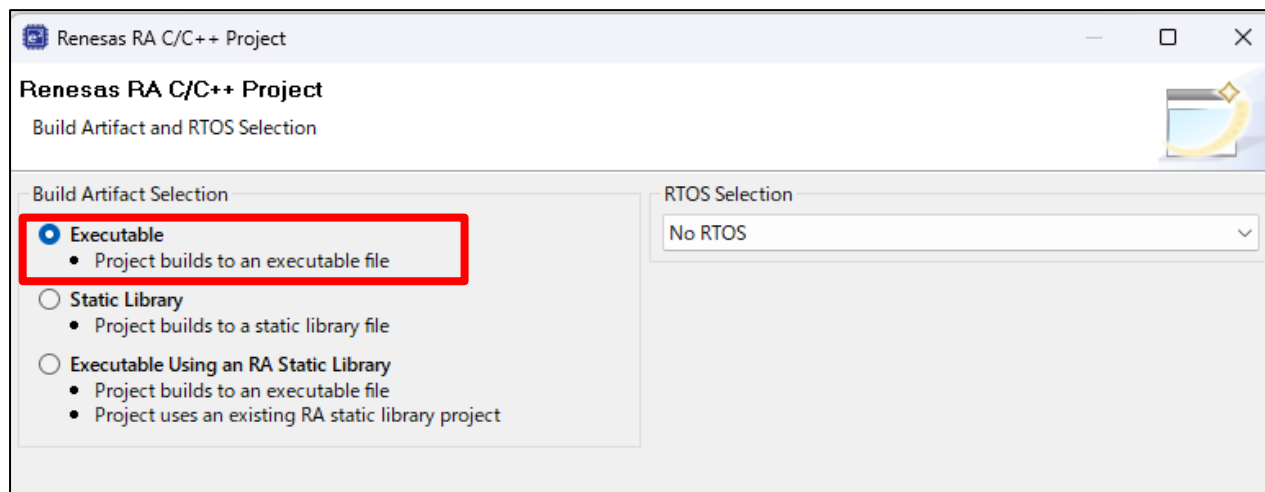 Renesas RA C/C++ Project
Renesas RA C/C++ Project
Build Artifact and RTOS Selection
Build Artifact Selection
Executable
• Project builds to an executable file
Static Library
• Project builds to a static library file
Executable Using an RA Static Library
• Project builds to an executable file
• Project uses an existing RA static library project
RTOS Selection
No RTOS